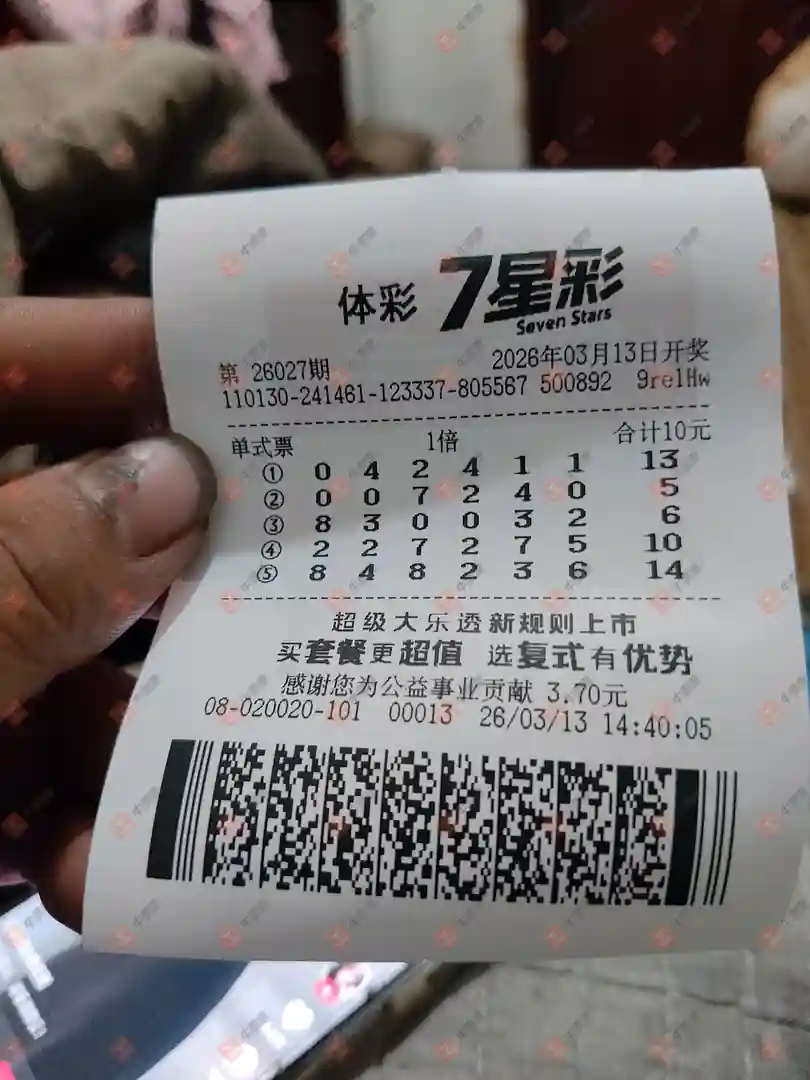 体彩 7星彩
Seven Stars
第 26027期 2026年03月13日开奖
110130-241461-123337-805567 500892 9relHw
单式票 1倍 合计10元
① 0 4 2 4 1 1 13
② 0 0 7 2 4 0 5
③ 8 3 0 0 3 2 6
④ 2 2 7 2 7 5 10
⑤ 8 4 8 2 3 6 14
超级大乐透新规则上市
买套餐更超值 选复式有优势
感谢您为公益事业贡献 3.70元
08-020020-101 00013 26/03/13 14:40:05